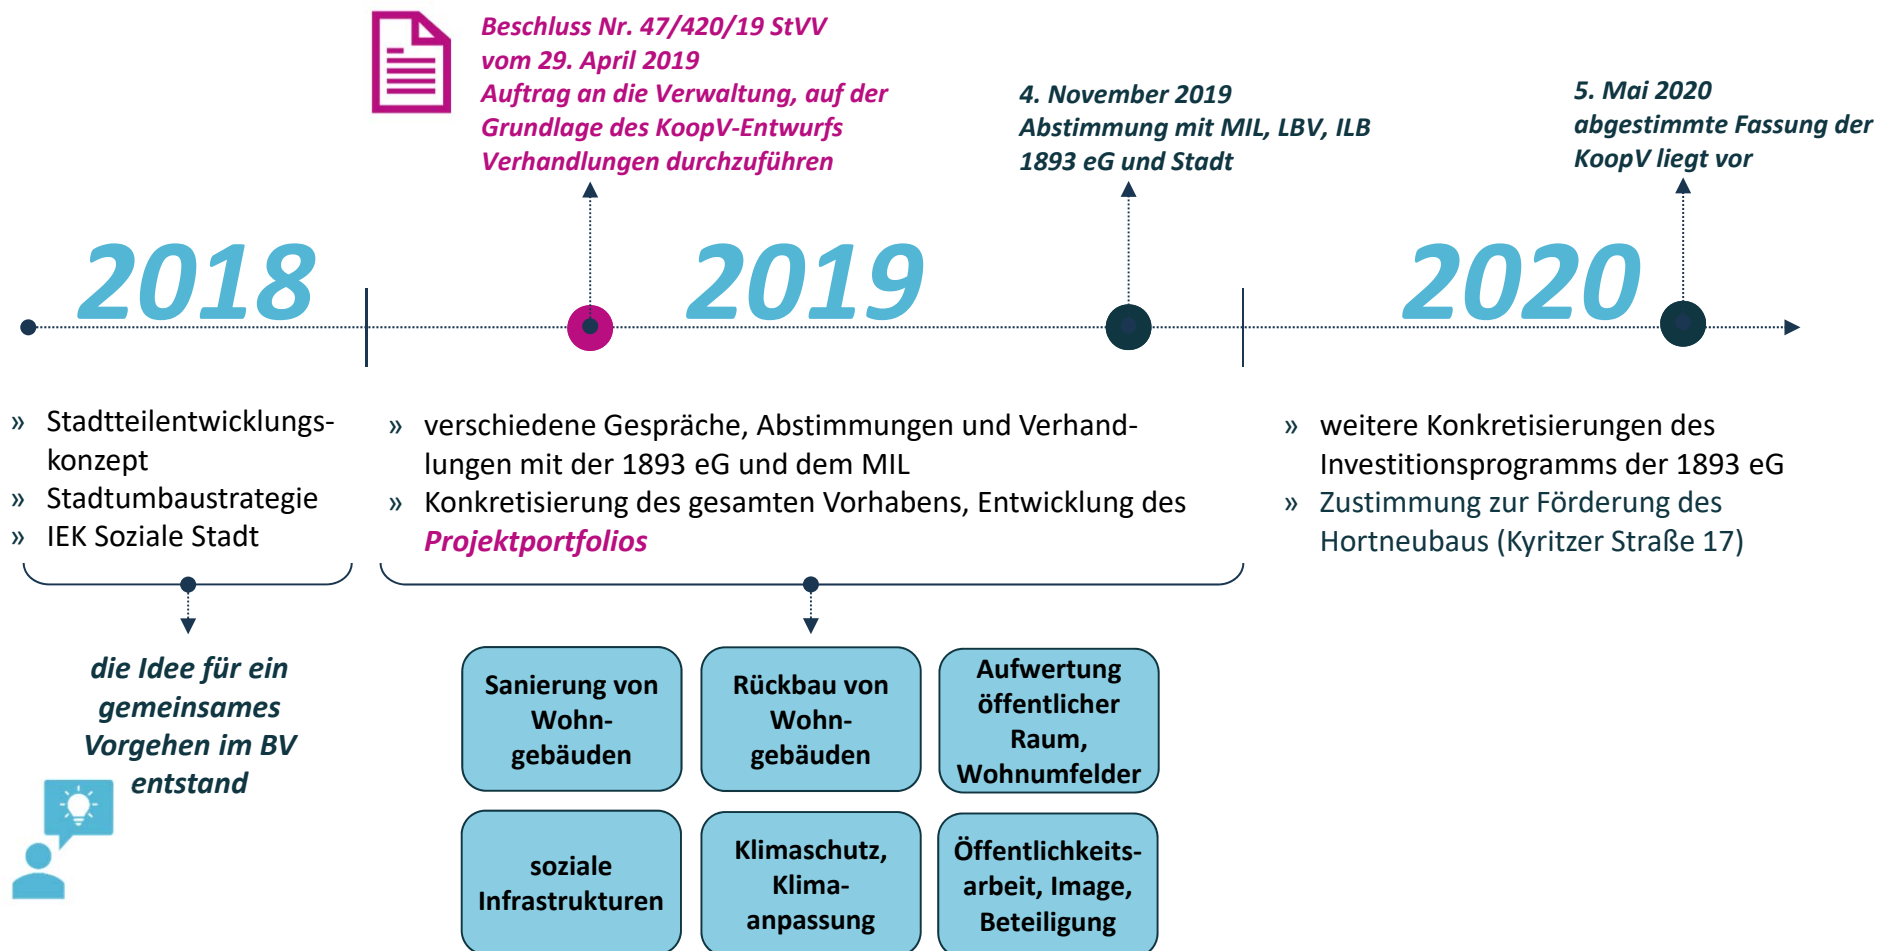 Beschluss Nr. 47/420/19 StVV
vom 29. April 2019
Auftrag an die Verwaltung, auf der
Grundlage des KoopV-Entwurfs
Verhandlungen durchzuführen
4. November 2019
Abstimmung mit MIL, LBV, ILB
1893 eG und Stadt
5. Mai 2020
abgestimmte Fassung der
KoopV liegt vor
2018
2019
2020
» Stadtteilentwicklungs-
konzept
» Stadtumbaustrategie
» IEK Soziale Stadt
» verschiedene Gespräche, Abstimmungen und Verhand-
lungen mit der 1893 eG und dem MIL
» Konkretisierung des gesamten Vorhabens, Entwicklung des
Projektportfolios
» weitere Konkretisierungen des
Investitionsprogramms der 1893 eG
» Zustimmung zur Förderung des
Hortneubaus (Kyritzer Straße 17)
die Idee für ein
gemeinsames
Vorgehen im BV
entstand
Sanierung von
Wohn-
gebäuden
Rückbau von
Wohn-
gebäuden
Aufwertung
öffentlicher
Raum,
Wohnumfelder
soziale
Infrastrukturen
Klimaschutz,
Klima-
anpassung
Öffentlichkeits-
arbeit, Image,
Beteiligung